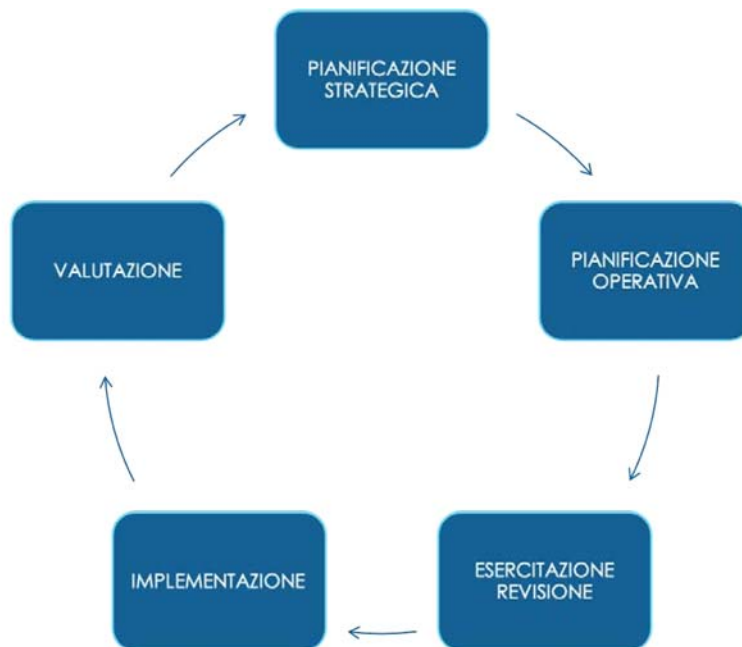 PIANIFICAZIONE
STRATEGICA
PIANIFICAZIONE
OPERATIVA
ESERCITAZIONE
REVISIONE
IMPLEMENTAZIONE
VALUTAZIONE